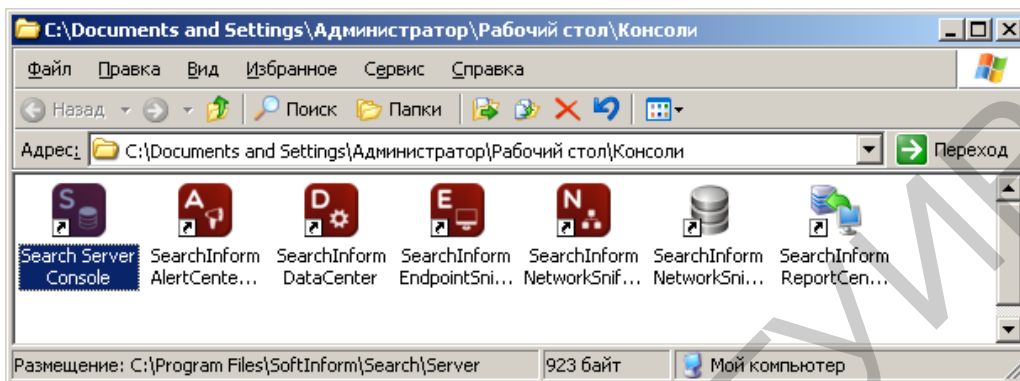 C:\Documents and Settings\Администратор\Рабочий стол\Консоли
Файл Правка Вид Избранное Сервис Справка
Назад Поиск Папки
Адрес: C:\Documents and Settings\Администратор\Рабочий стол\Консоли Переход
S A D E N
Search Server SearchInform SearchInform SearchInform SearchInform SearchInform SearchInform
Console AlertCente... DataCenter EndpointSni... NetworkSnif... NetworkSni... ReportCen...
Размещение: C:\Program Files\SoftInform\Search\Server 923 байт Мой компьютер